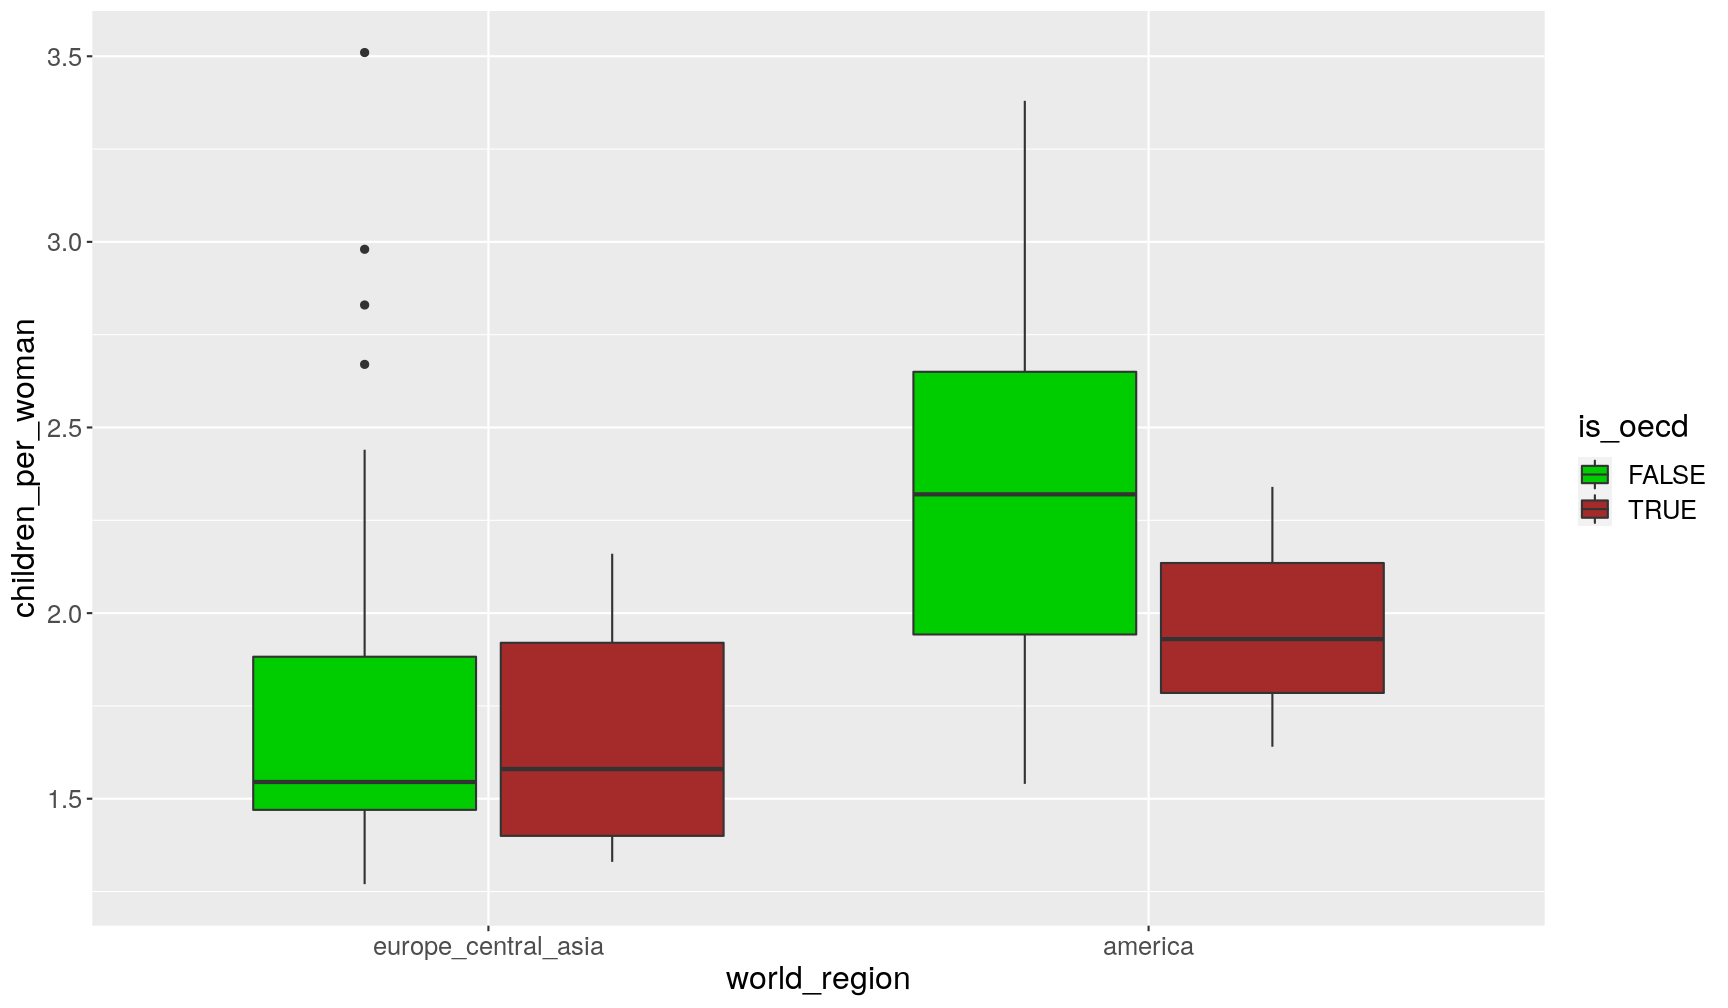 children_per_woman
3.5
3.0
2.5
2.0
1.5
europe_central_asia
america
world_region
is_oecd
FALSE
TRUE